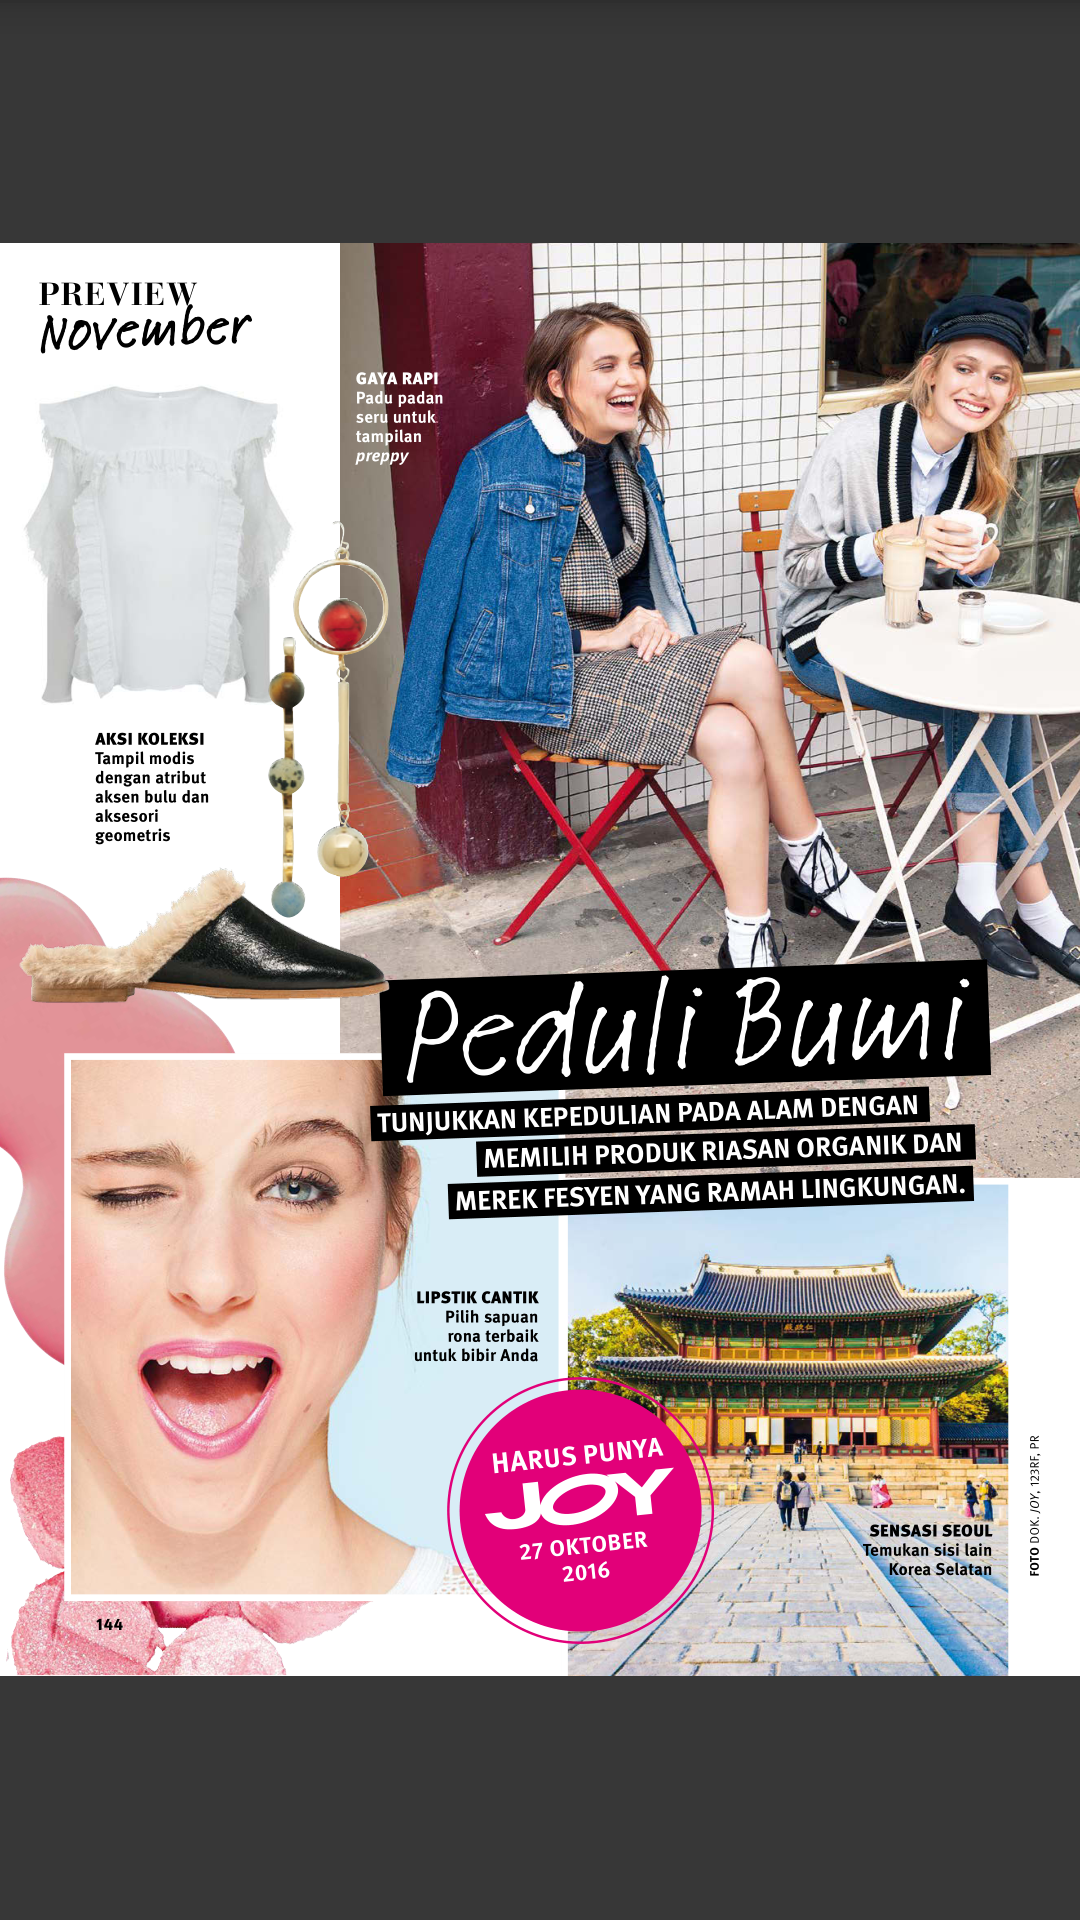 PREVIEW
November
GAYA RAPI
Padu padan
seru untuk
tampilan
preppy
AKSI KOLEKSI
Tampil modis
dengan atribut
aksen bulu dan
aksesori
geometris
Peduli Bumi
TUNJUKKAN KEPEDULIAN PADA ALAM DENGAN
MEMILIH PRODUK RIASAN ORGANIK DAN
MEREK FESYEN YANG RAMAH LINGKUNGAN.
LIPSTIK CANTIK
Pilih sapuan
rona terbaik
untuk bibir Anda
HARUS PUNYA
JOY
27 OKTOBER
2016
SENSASI SEOUL
Temukan sisi lain
Korea Selatan
FOTO DOK. JOY, 123RF, PR
144